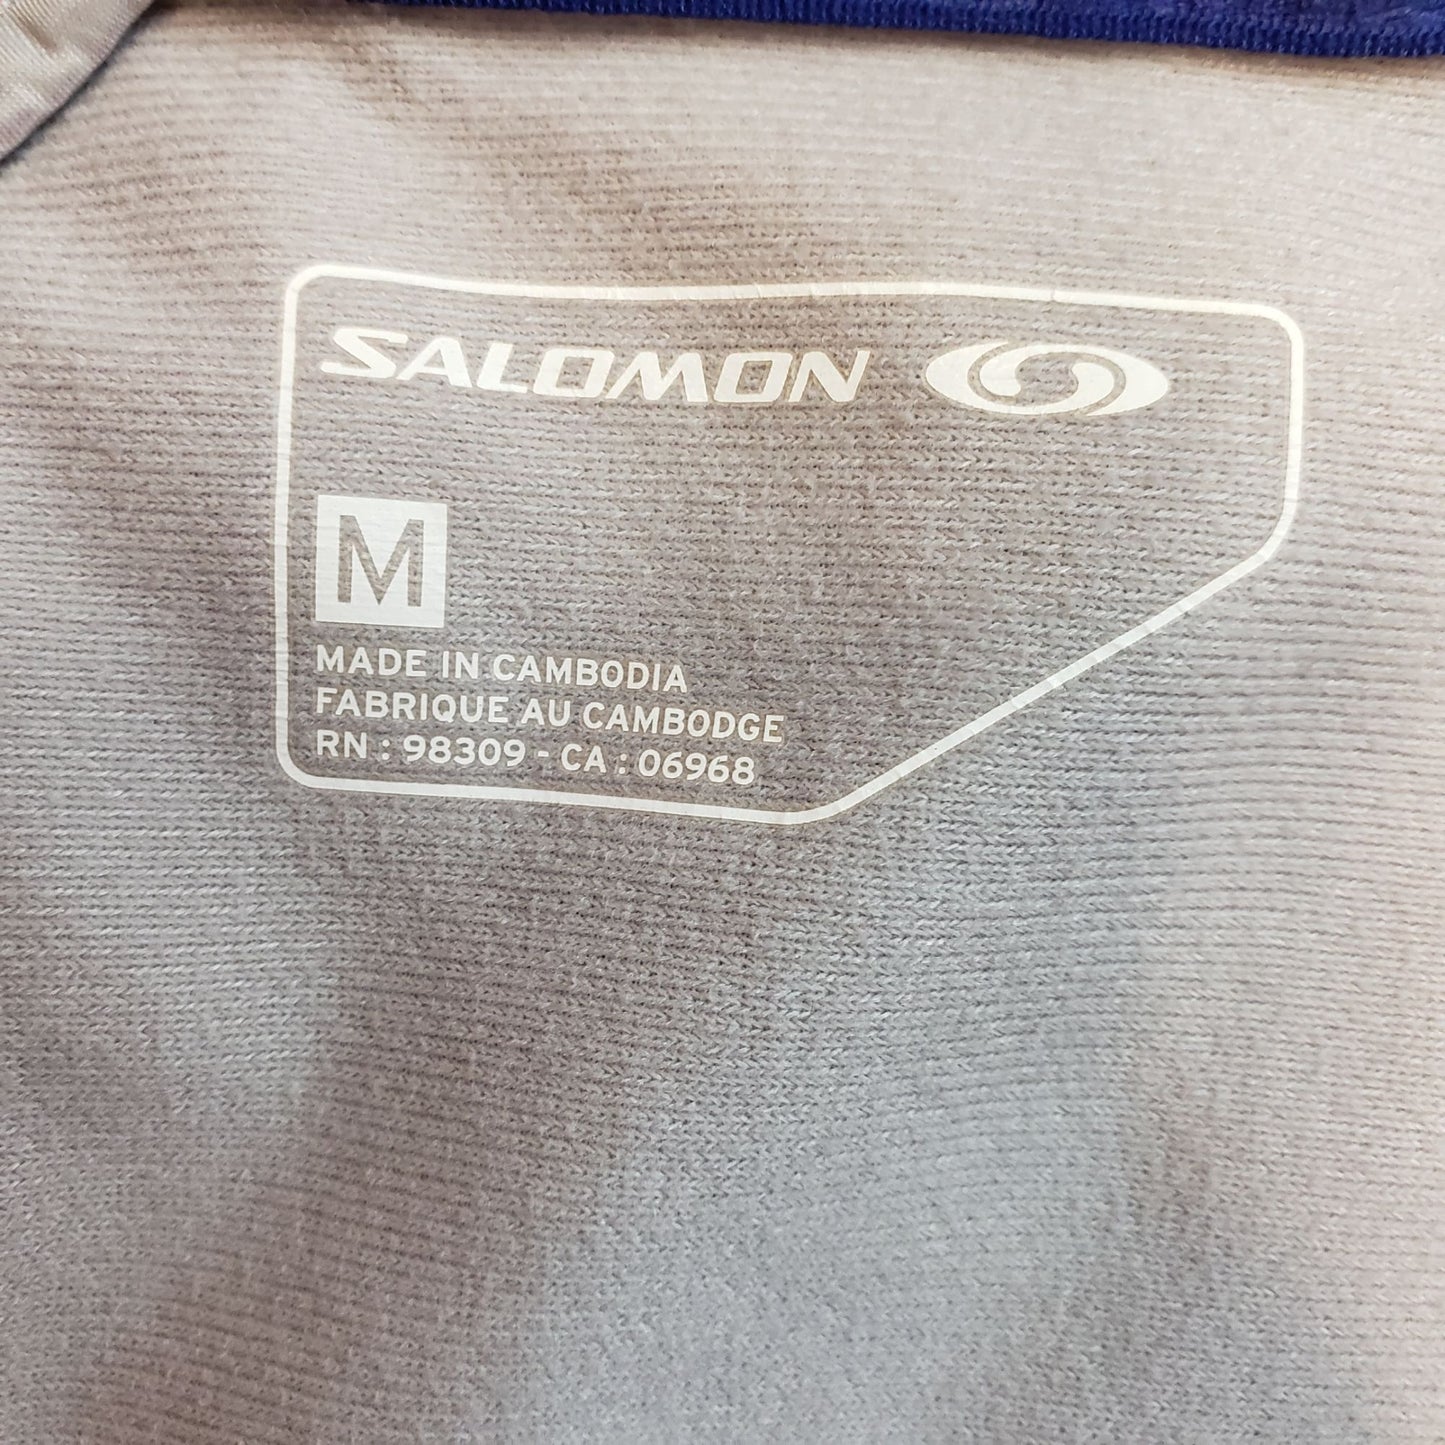 SALOMON
M
MADE IN CAMBODIA
FABRIQUE AU CAMBODGE
RN : 98309 - CA : 06968